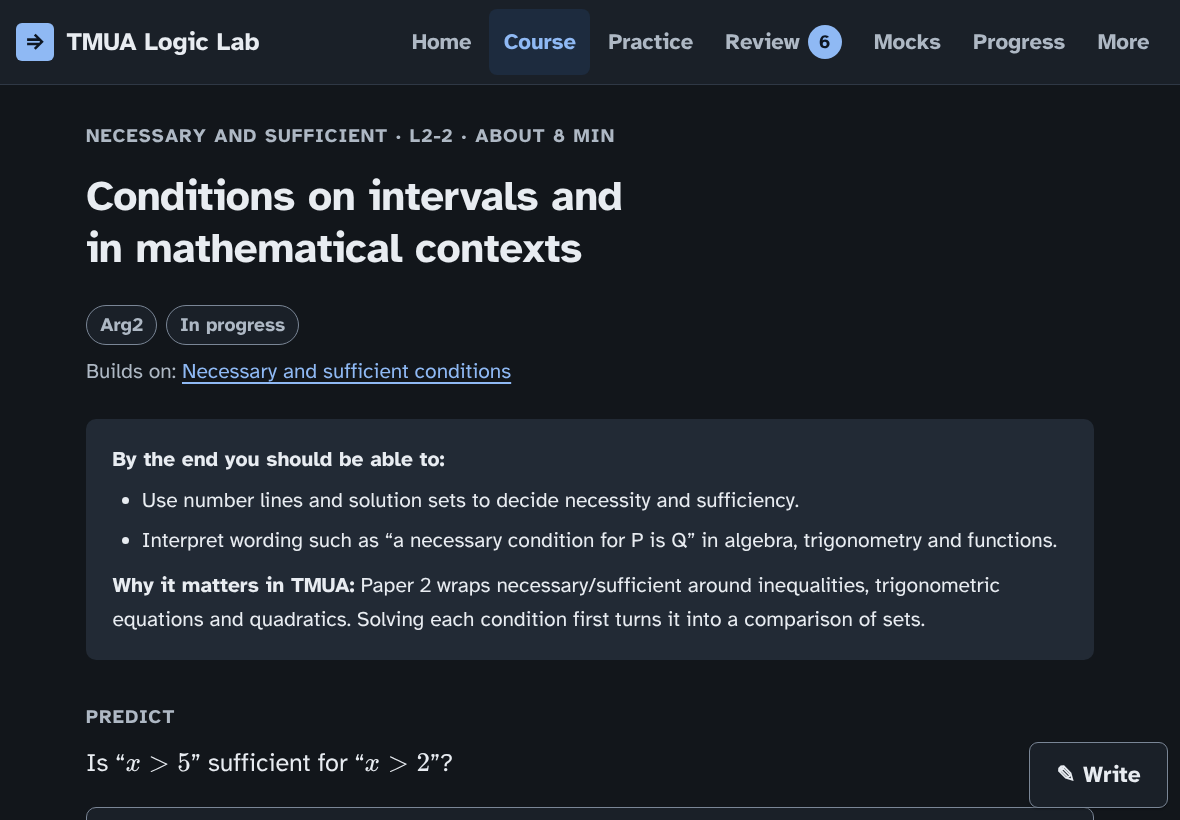 ⇒ TMUA Logic Lab Home Course Practice Review 6 Mocks Progress More
NECESSARY AND SUFFICIENT · L2-2 · ABOUT 8 MIN
Conditions on intervals and
in mathematical contexts
Arg2 In progress
Builds on: Necessary and sufficient conditions
By the end you should be able to:
• Use number lines and solution sets to decide necessity and sufficiency.
• Interpret wording such as “a necessary condition for P is Q” in algebra, trigonometry and functions.
Why it matters in TMUA: Paper 2 wraps necessary/sufficient around inequalities, trigonometric
equations and quadratics. Solving each condition first turns it into a comparison of sets.
PREDICT
Is “x > 5” sufficient for “x > 2”?
✎ Write